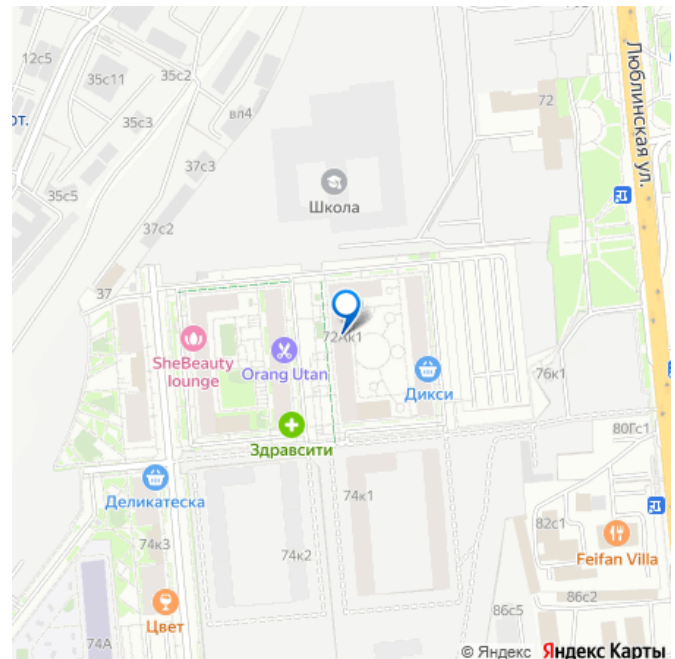 12с5
35с11
35с2
вл4
72
Люблинская ул.
от.
35с3
37с3
35с5
Школа
37с2
37
72Ак1
SheBeauty
lounge
Orang Utan
Дикси
76к1
80Гс1
Здравсити
Деликатеска
74к1
82с1
74к3
74к2
Feifan Villa
86с2
86с5
Цвет
74А
© Яндекс Яндекс Карты